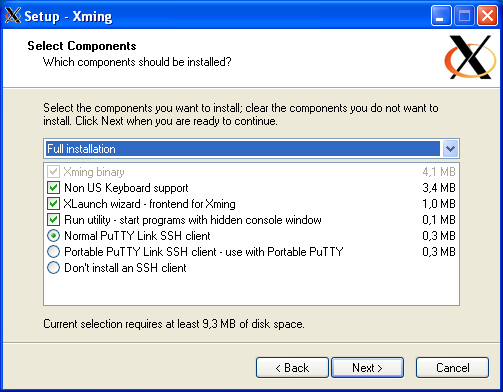 Setup - Xming
Select Components
Which components should be installed?
Select the components you want to install; clear the components you do not want to
install. Click Next when you are ready to continue.
Full installation
Xming binary 4,1 MB
Non US Keyboard support 3,4 MB
XLaunch wizard - frontend for Xming 1,0 MB
Run utility - start programs with hidden console window 0,1 MB
Normal PuTTY Link SSH client 0,3 MB
Portable PuTTY Link SSH client - use with Portable PuTTY 0,3 MB
Don't install an SSH client
Current selection requires at least 9,3 MB of disk space.
< Back Next > Cancel